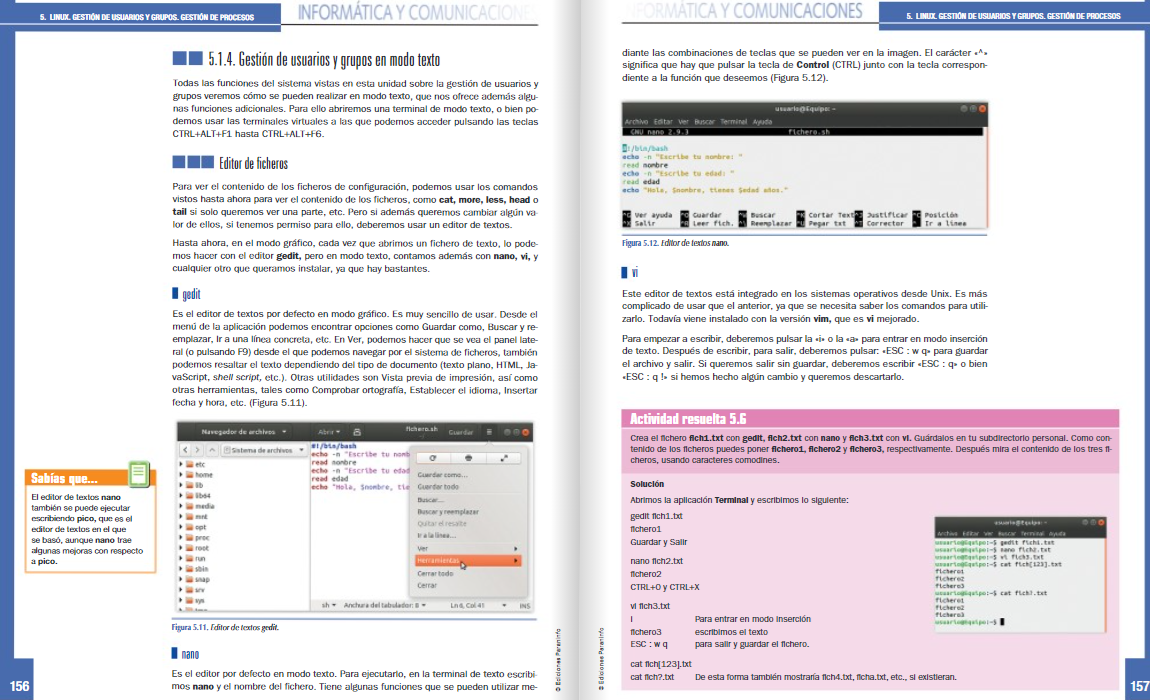 5. LINUX. GESTIÓN DE USUARIOS Y GRUPOS. GESTIÓN DE PROCESOS
INFORMÁTICA Y COMUNICACIONES
5.1.4. Gestión de usuarios y grupos en modo texto
Todas las funciones del sistema vistas en esta unidad sobre la gestión de usuarios y
grupos veremos cómo se pueden realizar en modo texto, que nos ofrece además algu-
nas funciones adicionales. Para ello abriremos una terminal de modo texto, o bien po-
demos usar las terminales virtuales a las que podemos acceder pulsando las teclas
CTRL+ALT+F1 hasta CTRL+ALT+F6.
Editor de ficheros
Para ver el contenido de los ficheros de configuración, podemos usar los comandos
vistos hasta ahora para ver el contenido de los ficheros, como cat, more, less, head o
tail si solo queremos ver una parte, etc. Pero si además queremos cambiar algún va-
lor de ellos, si tenemos permiso para ello, deberemos usar un editor de textos.
Hasta ahora, en el modo gráfico, cada vez que abrimos un fichero de texto, lo pode-
mos hacer con el editor gedit, pero en modo texto, contamos además con nano, vi, y
cualquier otro que queramos instalar, ya que hay bastantes.
gedit
Es el editor de textos por defecto en modo gráfico. Es muy sencillo de usar. Desde el
menú de la aplicación podemos encontrar opciones como Guardar como, Buscar y re-
emplazar, Ir a una línea concreta, etc. En Ver, podemos hacer que se vea el panel late-
ral (o pulsando F9) desde el que podemos navegar por el sistema de ficheros, también
podemos resaltar el texto dependiendo del tipo de documento (texto plano, HTML, Ja-
vaScript, shell script, etc.). Otras utilidades son Vista previa de impresión, así como
otras herramientas, tales como Comprobar ortografía, Establecer el idioma, Insertar
fecha y hora, etc. (Figura 5.11).
Navegador de archivos
Abrir
fichero.sh
Guardar
Sistema de archivos
etc
home
lib
lib64
media
mnt
opt
proc
root
run
sbin
snap
srv
sys
#!/bin/bash
echo -n "Escribe tu nomb
read nombre
echo -n "Escribe tu edad
read edad
echo "Hola, $nombre, tie
Guardar como...
Guardar todo
Buscar...
Buscar y reemplazar
Quitar el resalte
Ir a la línea...
Ver
Herramientas
Cerrar todo
Cerrar
sh
Anchura del tabulador: 8
Ln 6, Col 41
INS
Figura 5.11. Editor de textos gedit.
nano
Es el editor por defecto en modo texto. Para ejecutarlo, en la terminal de texto escribi-
mos nano y el nombre del fichero. Tiene algunas funciones que se pueden utilizar me-
Sabías que...
El editor de textos nano
también se puede ejecutar
escribiendo pico, que es el
editor de textos en el que
se basó, aunque nano trae
algunas mejoras con respecto
a pico.
156
© Ediciones Paraninfo
INFORMÁTICA Y COMUNICACIONES
5. LINUX. GESTIÓN DE USUARIOS Y GRUPOS. GESTIÓN DE PROCESOS
diante las combinaciones de teclas que se pueden ver en la imagen. El carácter «^»
significa que hay que pulsar la tecla de Control (CTRL) junto con la tecla correspon-
diente a la función que deseemos (Figura 5.12).
usuario@Equipo: ~
Archivo Editar Ver Buscar Terminal Ayuda
GNU nano 2.9.3 fichero.sh
#!/bin/bash
echo -n "Escribe tu nombre: "
read nombre
echo -n "Escribe tu edad: "
read edad
echo "Hola, $nombre, tienes $edad años."
^G Ver ayuda ^O Guardar ^W Buscar ^K Cortar Text ^J Justificar ^C Posición
^X Salir ^R Leer fich. ^\ Reemplazar ^U Pegar txt ^T Corrector ^_ Ir a línea
Figura 5.12. Editor de textos nano.
vi
Este editor de textos está integrado en los sistemas operativos desde Unix. Es más
complicado de usar que el anterior, ya que se necesita saber los comandos para utili-
zarlo. Todavía viene instalado con la versión vim, que es vi mejorado.
Para empezar a escribir, deberemos pulsar la «i» o la «a» para entrar en modo inserción
de texto. Después de escribir, para salir, deberemos pulsar: «ESC : w q» para guardar
el archivo y salir. Si queremos salir sin guardar, deberemos escribir «ESC : q» o bien
«ESC : q !» si hemos hecho algún cambio y queremos descartarlo.
Actividad resuelta 5.6
Crea el fichero fich1.txt con gedit, fich2.txt con nano y fich3.txt con vi. Guárdalos en tu subdirectorio personal. Como con-
tenido de los ficheros puedes poner fichero1, fichero2 y fichero3, respectivamente. Después mira el contenido de los tres fi-
cheros, usando caracteres comodines.
Solución
Abrimos la aplicación Terminal y escribimos lo siguiente:
gedit fich1.txt
fichero1
Guardar y Salir
nano fich2.txt
fichero2
CTRL+O y CTRL+X
vi fich3.txt
i Para entrar en modo inserción
fichero3 escribimos el texto
ESC : w q para salir y guardar el fichero.
cat fich[123].txt
cat fich?.txt De esta forma también mostraría fich4.txt, ficha.txt, etc., si existieran.
usuario@Equipo: ~
Archivo Editar Ver Buscar Terminal Ayuda
usuario@Equipo:~$ gedit fich1.txt
usuario@Equipo:~$ nano fich2.txt
usuario@Equipo:~$ vi fich3.txt
usuario@Equipo:~$ cat fich[123].txt
fichero1
fichero2
fichero3
usuario@Equipo:~$ cat fich?.txt
fichero1
fichero2
fichero3
usuario@Equipo:~$
© Ediciones Paraninfo
157